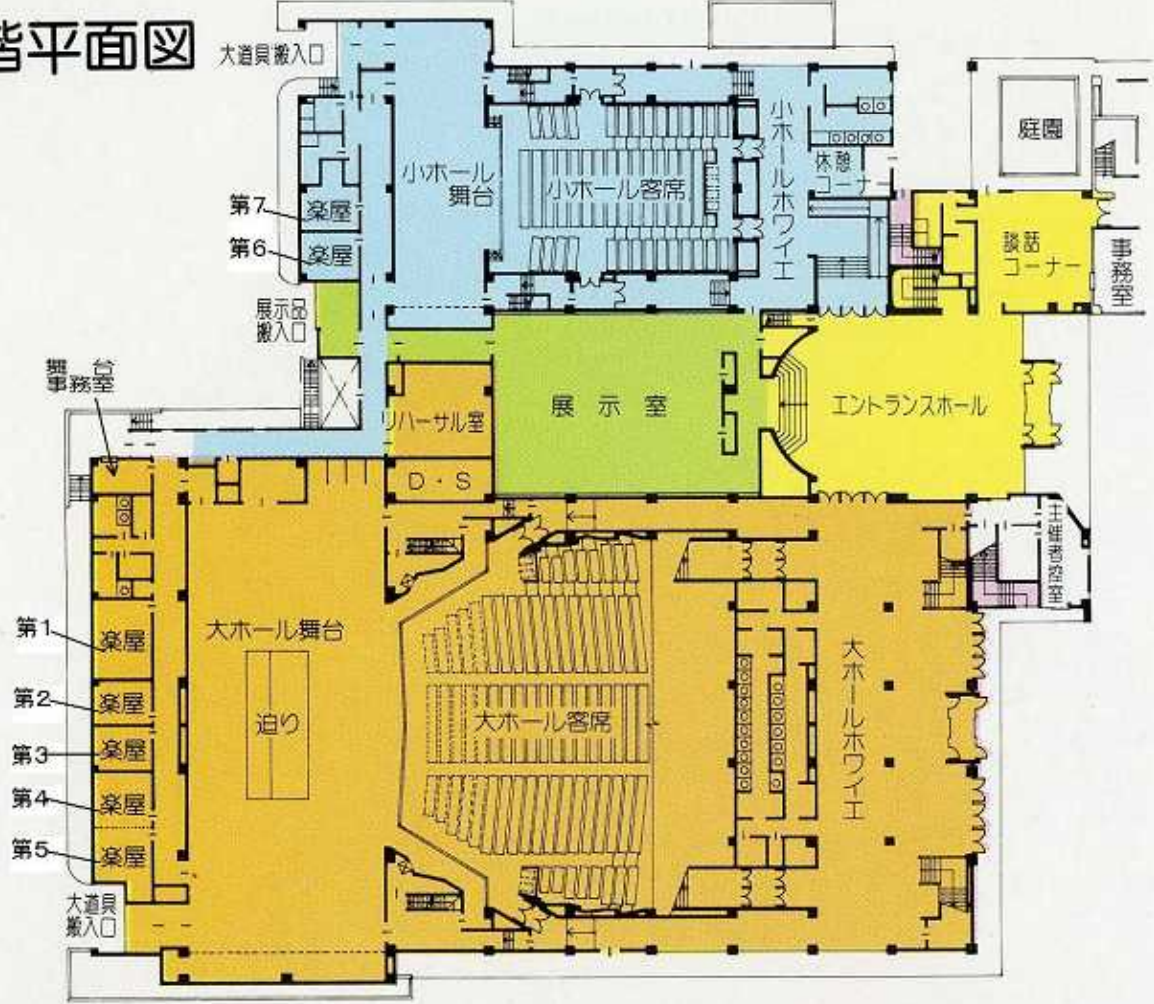 階平面図
大道具搬入口
庭園
小ホール
舞台
小ホール客席
小ホールホワイエ
休憩
コーナー
第7
楽屋
第6
楽屋
談話
コーナー
事務室
展示品
搬入口
舞台
事務室
リハーサル室
展示室
エントランスホール
D・S
主催者控室
第1
楽屋
大ホール舞台
大ホールホワイエ
第2
楽屋
迫り
大ホール客席
第3
楽屋
第4
楽屋
第5
楽屋
大道具
搬入口